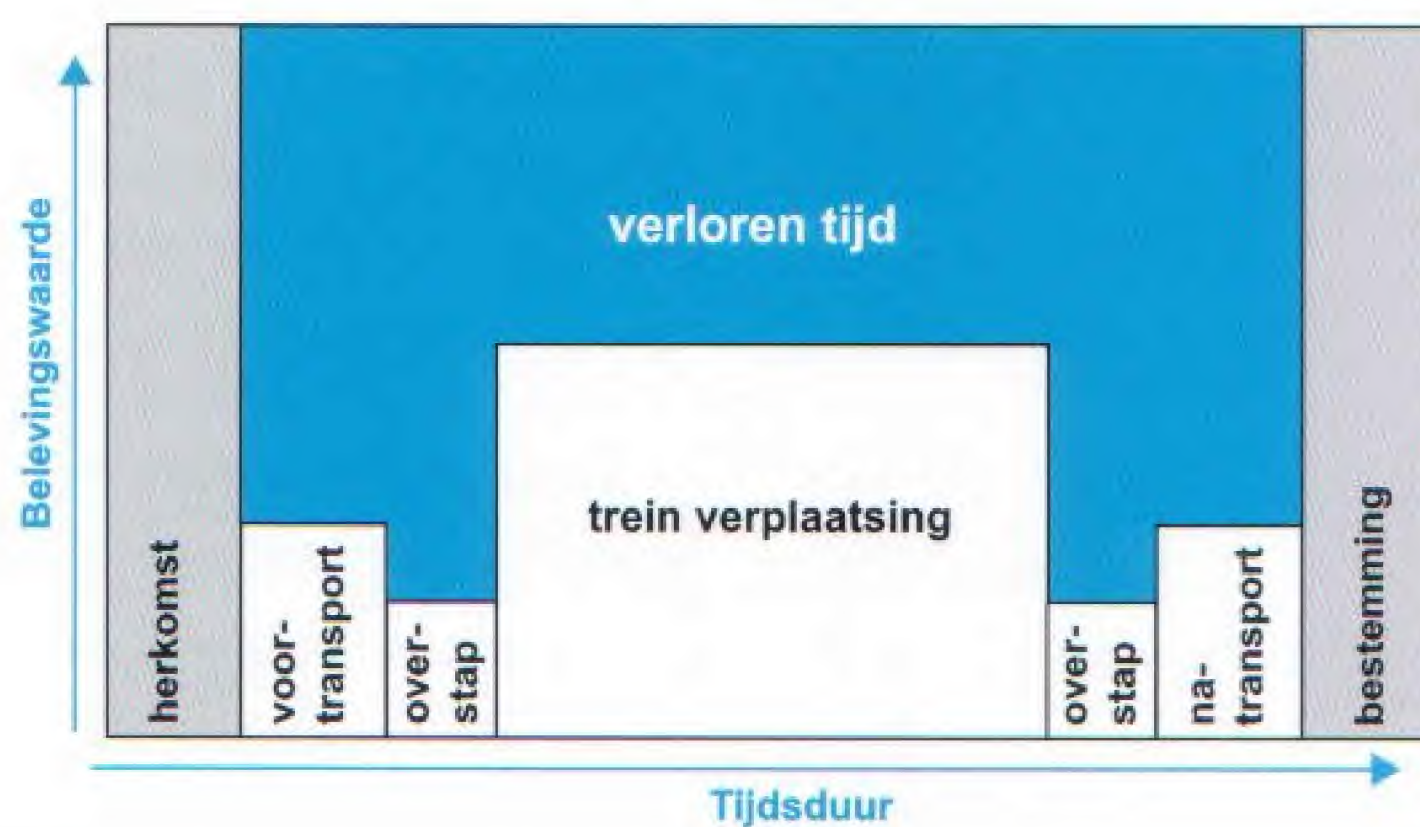 Belevingswaarde
verloren tijd
trein verplaatsing
herkomst
voor-
transport
over-
stap
over-
stap
na-
transport
bestemming
Tijdsduur